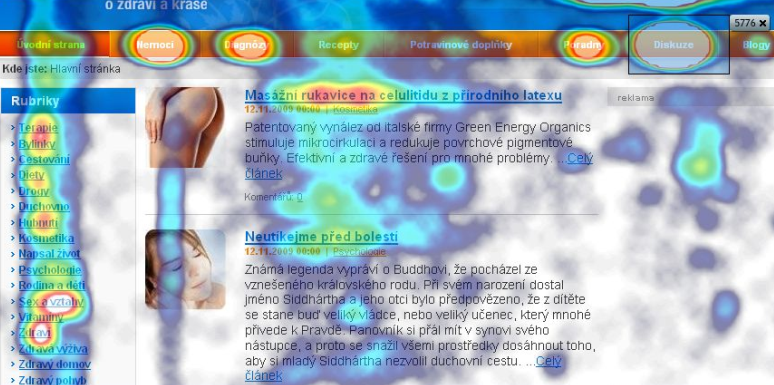 o zdraví a kráse
5776 ×
Úvodní strana Nemoci Diagnózy Recepty Potravinové doplňky Poradny Diskuze Blogy
Kde jste: Hlavní stránka
Rubriky
Terapie
Bylinky
Cestování
Diety
Drogy
Duchovno
Hubnutí
Kosmetika
Napsal život
Psychologie
Rodina a děti
Sex a vztahy
Vitamíny
Zdraví
Zdravá výživa
Zdravý domov
Zdravý pohyb
Masážní rukavice na celulitidu z přírodního latexu
12.11.2009 00:00 | Kosmetika
Patentovaný vynález od italské firmy Green Energy Organics
stimuluje mikrocirkulaci a redukuje povrchové pigmentové
buňky. Efektivní a zdravé řešení pro mnohé problémy. ...Celý
článek
Komentářů: 0
Neutíkejme před bolestí
12.11.2009 00:00 | Psychologie
Známá legenda vypráví o Buddhovi, že pocházel ze
vznešeného královského rodu. Při svém narození dostal
jméno Siddhártha a jeho otci bylo předpovězeno, že z dítěte
se stane buď veliký vládce, nebo veliký učenec, který mnohé
přivede k Pravdě. Panovník si přál mít v synovi svého
nástupce, a proto se snažil všemi prostředky dosáhnout toho,
aby si mladý Siddhártha nezvolil duchovní cestu. ...Celý
článek
reklama